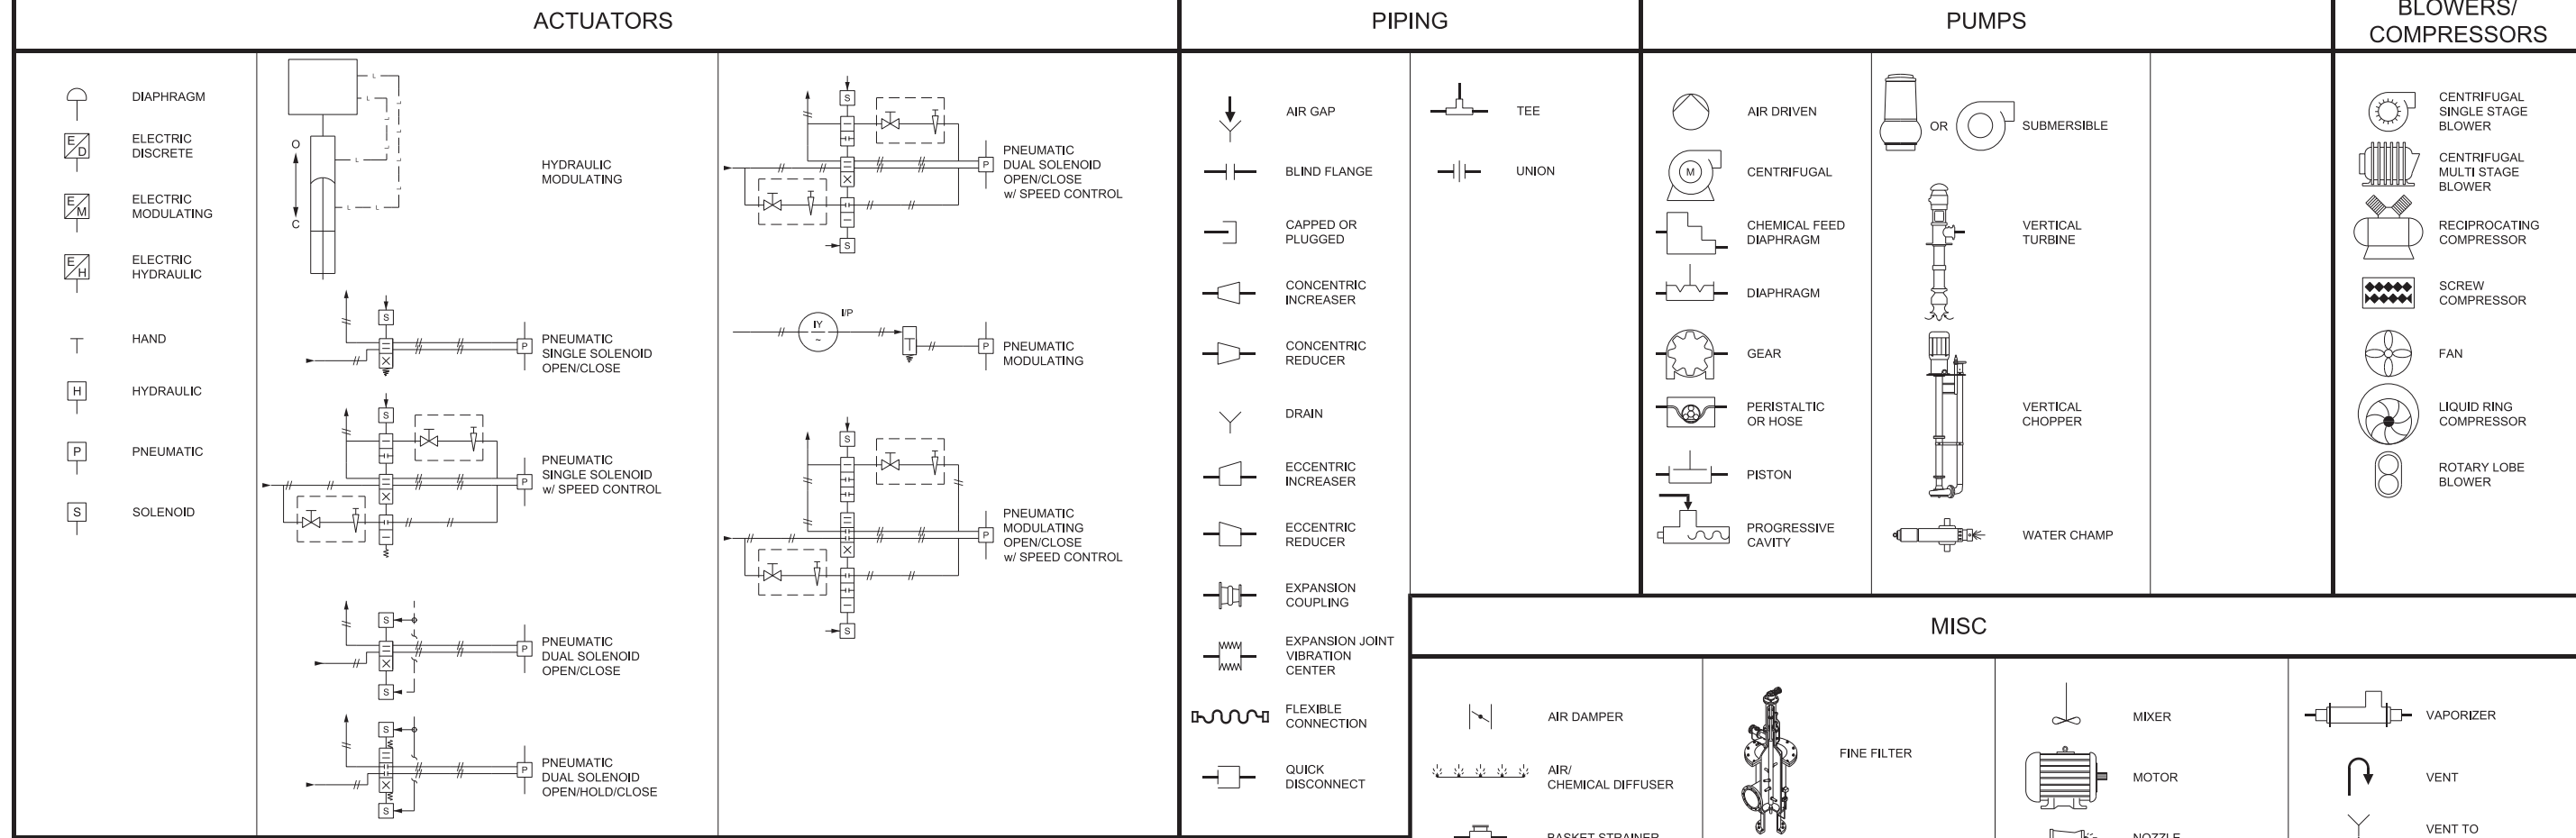 ACTUATORS
DIAPHRAGM
E
D
ELECTRIC
DISCRETE
E
M
ELECTRIC
MODULATING
E
H
ELECTRIC
HYDRAULIC
HAND
H
HYDRAULIC
P
PNEUMATIC
S
SOLENOID
L
L
L
L
O
C
L
L
L
L
HYDRAULIC
MODULATING
S
P
PNEUMATIC
SINGLE SOLENOID
OPEN/CLOSE
S
P
PNEUMATIC
SINGLE SOLENOID
w/ SPEED CONTROL
S
P
S
PNEUMATIC
DUAL SOLENOID
OPEN/CLOSE
S
P
S
PNEUMATIC
DUAL SOLENOID
OPEN/HOLD/CLOSE
S
P
S
PNEUMATIC
DUAL SOLENOID
OPEN/CLOSE
w/ SPEED CONTROL
I/P
IY
~
P
PNEUMATIC
MODULATING
S
P
S
PNEUMATIC
MODULATING
OPEN/CLOSE
w/ SPEED CONTROL
PIPING
AIR GAP
BLIND FLANGE
CAPPED OR
PLUGGED
CONCENTRIC
INCREASER
CONCENTRIC
REDUCER
DRAIN
ECCENTRIC
INCREASER
ECCENTRIC
REDUCER
EXPANSION
COUPLING
EXPANSION JOINT
VIBRATION
CENTER
FLEXIBLE
CONNECTION
QUICK
DISCONNECT
TEE
UNION
PUMPS
AIR DRIVEN
M
CENTRIFUGAL
CHEMICAL FEED
DIAPHRAGM
DIAPHRAGM
GEAR
PERISTALTIC
OR HOSE
PISTON
PROGRESSIVE
CAVITY
OR
SUBMERSIBLE
VERTICAL
TURBINE
VERTICAL
CHOPPER
WATER CHAMP
BLOWERS/
COMPRESSORS
CENTRIFUGAL
SINGLE STAGE
BLOWER
CENTRIFUGAL
MULTI STAGE
BLOWER
RECIPROCATING
COMPRESSOR
SCREW
COMPRESSOR
FAN
LIQUID RING
COMPRESSOR
ROTARY LOBE
BLOWER
MISC
AIR DAMPER
AIR/
CHEMICAL DIFFUSER
BASKET STRAINER
FINE FILTER
MIXER
MOTOR
NOZZLE
VAPORIZER
VENT
VENT TO